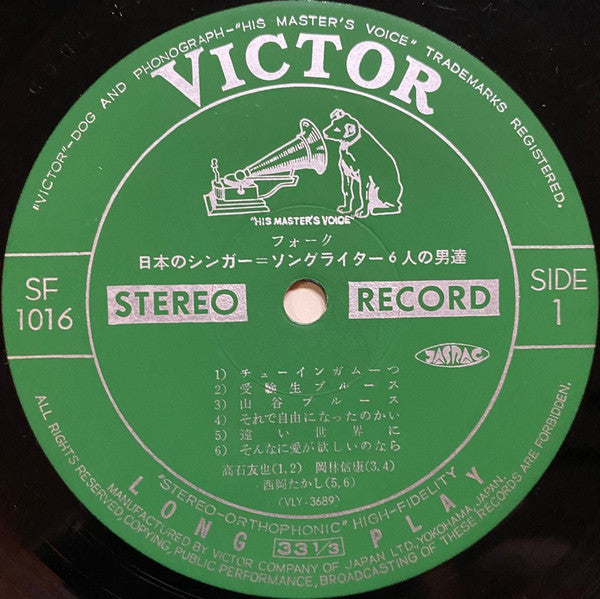 "VICTOR"-DOG AND PHONOGRAPH-"HIS MASTER'S VOICE" TRADEMARKS REGISTERED.
VICTOR
"HIS MASTER'S VOICE"
フォーク
日本のシンガー=ソングライター6人の男達
SF
1016
STEREO RECORD
SIDE
1
JASRAC
1) チューインガム一つ
2) 受験生ブルース
3) 山谷ブルース
4) それで自由になったのかい
5) 遠い世界に
6) そんなに愛が欲しいのなら
高石友也(1,2) 岡林信康(3,4)
西岡たかし(5,6)
(VLY-3689)
"STEREO-ORTHOPHONIC" HIGH-FIDELITY
LONG 33 1/3 PLAY
ALL RIGHTS RESERVED, COPYING, PUBLIC PERFORMANCE, BROADCASTING OF THESE RECORDS ARE FORBIDDEN.
MANUFACTURED BY VICTOR COMPANY OF JAPAN LTD., YOKOHAMA, JAPAN.